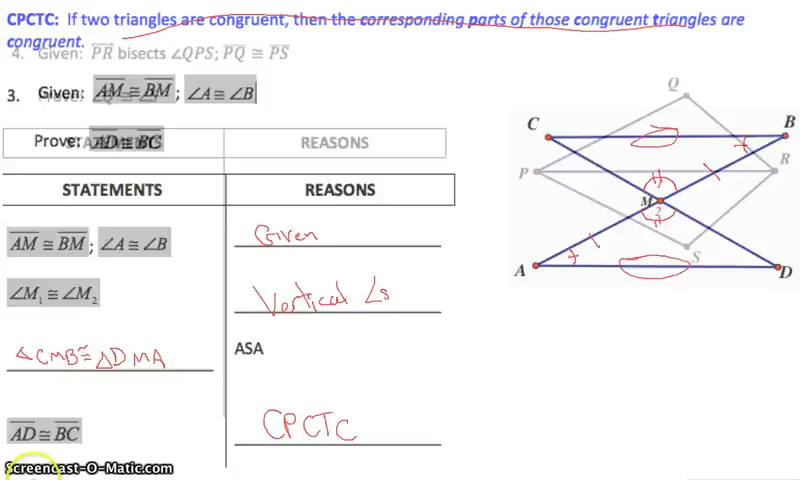 CPCTC: If two triangles are congruent, then the corresponding parts of those congruent triangles are
congruent.
4. Given: PR bisects ∠QPS; PQ ≅ PS
3. Given: AM ≅ BM; ∠A ≅ ∠B
Prove: AD ≅ BC
STATEMENTS REASONS
STATEMENTS REASONS
AM ≅ BM; ∠A ≅ ∠B Given
∠M₁ ≅ ∠M₂ Vertical ∠s
△CMB ≅ △DMA ASA
AD ≅ BC CPCTC
Q
C B
P R
M
2
S
A D
Screencast-O-Matic.com